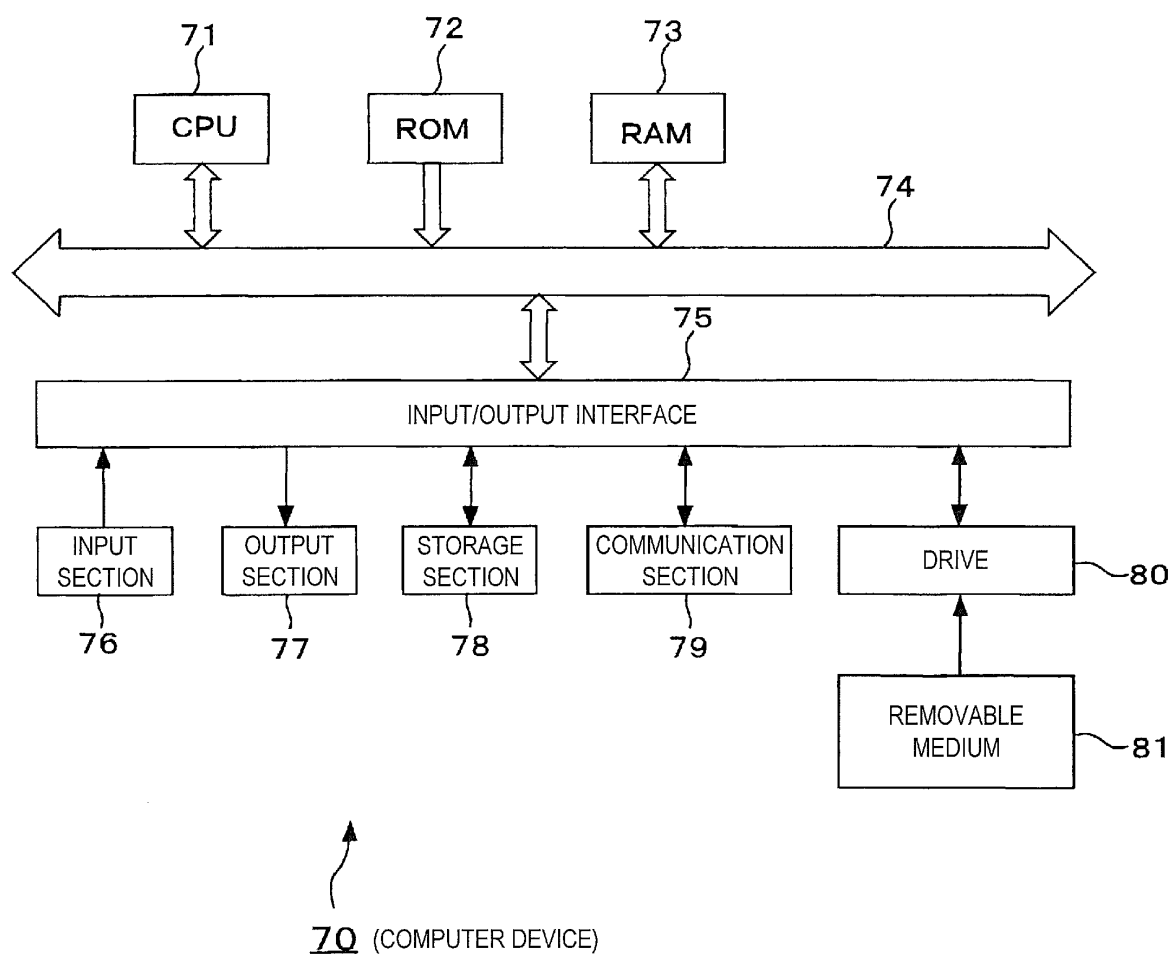 71
72
73
CPU
ROM
RAM
74
75
INPUT/OUTPUT INTERFACE
INPUT
SECTION
OUTPUT
SECTION
STORAGE
SECTION
COMMUNICATION
SECTION
DRIVE
80
76
77
78
79
REMOVABLE
MEDIUM
81
70 (COMPUTER DEVICE)